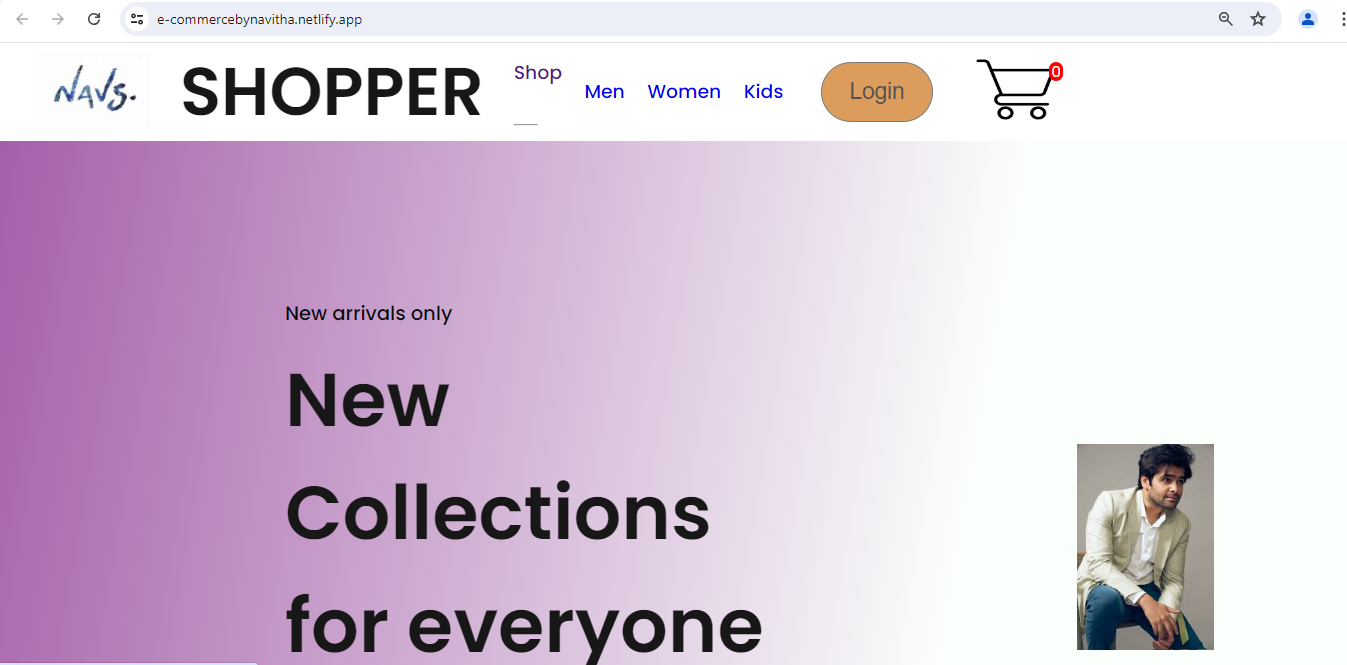 e-commercebynavitha.netlify.app
NAVS.
SHOPPER
Shop
Men
Women
Kids
Login
0
New arrivals only
New
Collections
for everyone